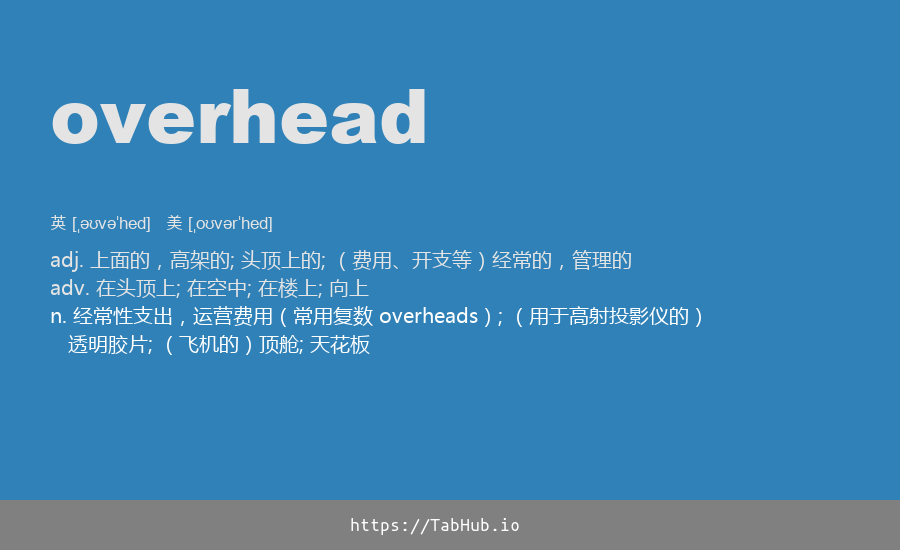 overhead
英 [ˌəʊvəˈhed] 美 [ˌoʊvərˈhed]
adj. 上面的，高架的; 头顶上的; （费用、开支等）经常的，管理的
adv. 在头顶上; 在空中; 在楼上; 向上
n. 经常性支出，运营费用（常用复数 overheads）; （用于高射投影仪的）
透明胶片; （飞机的）顶舱; 天花板
https://TabHub.io